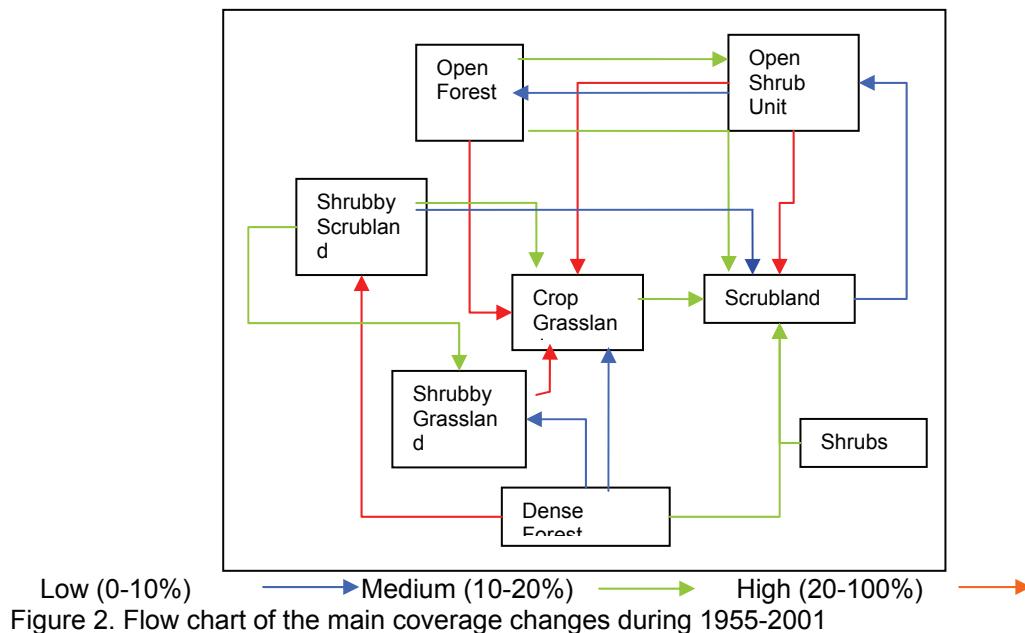 Open
Forest
Open
Shrub
Unit
Shrubby
Scrublan
d
Crop
Grasslan
Scrubland
Shrubby
Grasslan
d
Shrubs
Dense
Forest
Low (0-10%) Medium (10-20%) High (20-100%)
Figure 2. Flow chart of the main coverage changes during 1955-2001